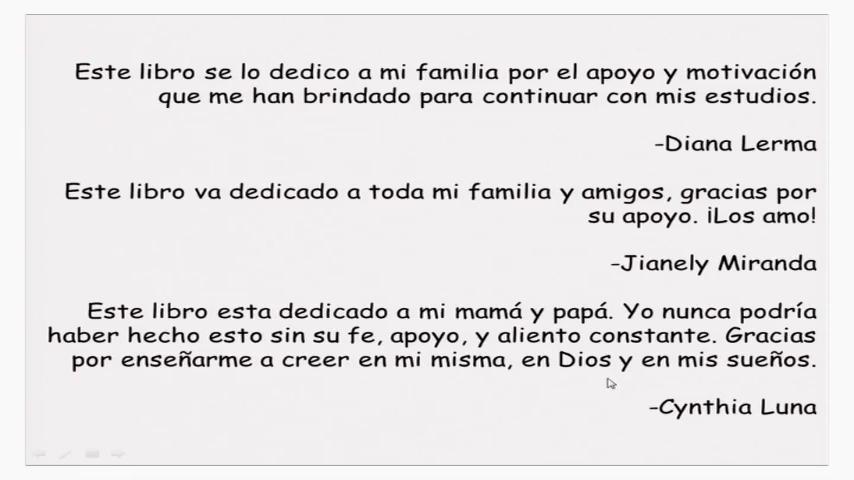 Este libro se lo dedico a mi familia por el apoyo y motivación
que me han brindado para continuar con mis estudios.
-Diana Lerma
Este libro va dedicado a toda mi familia y amigos, gracias por
su apoyo. ¡Los amo!
-Jianely Miranda
Este libro esta dedicado a mi mamá y papá. Yo nunca podría
haber hecho esto sin su fe, apoyo, y aliento constante. Gracias
por enseñarme a creer en mi misma, en Dios y en mis sueños.
-Cynthia Luna